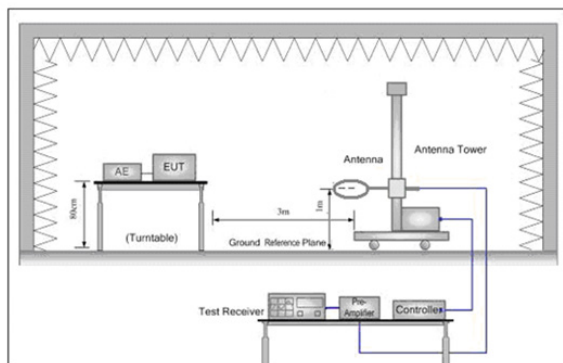 Antenna
Antenna Tower
AE
EUT
80cm
(Turntable)
3m
1m
Ground Reference Plane
Test Receiver
Pre-
Amplifier
Controller